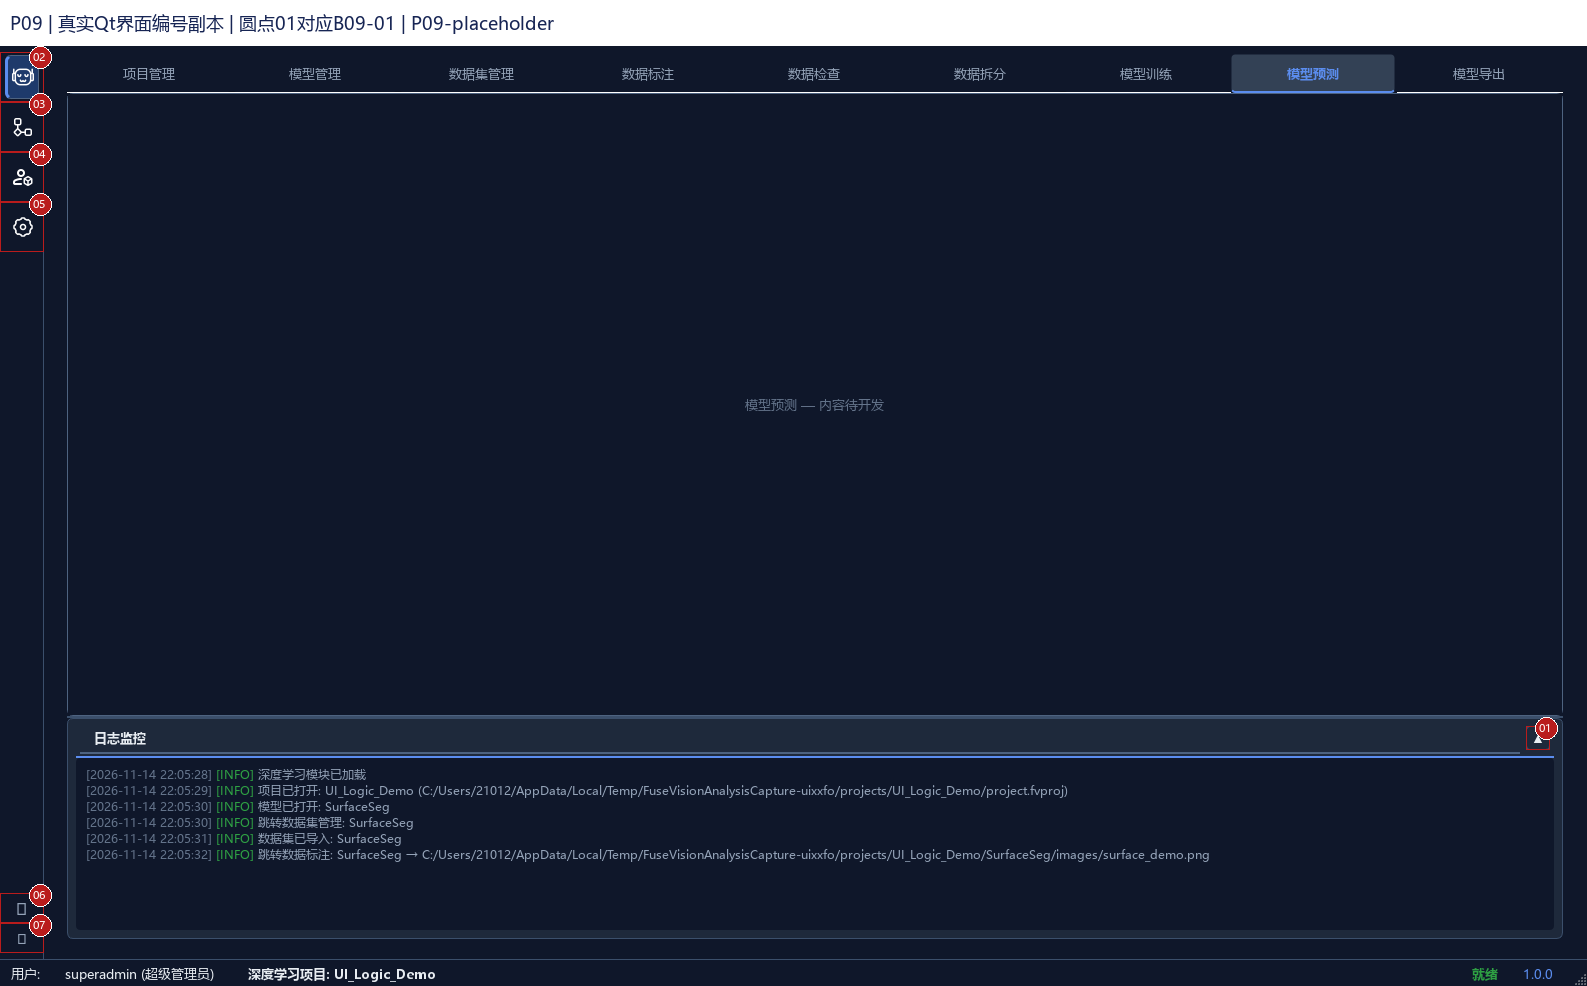 P09 | 真实Qt界面编号副本 | 圆点01对应B09-01 | P09-placeholder
02
03
04
05
项目管理 模型管理 数据集管理 数据标注 数据检查 数据拆分 模型训练 模型预测 模型导出
模型预测 — 内容待开发
日志监控
01
[2026-11-14 22:05:28] [INFO] 深度学习模块已加载
[2026-11-14 22:05:29] [INFO] 项目已打开: UI_Logic_Demo (C:/Users/21012/AppData/Local/Temp/FuseVisionAnalysisCapture-uixxfo/projects/UI_Logic_Demo/project.fvproj)
[2026-11-14 22:05:30] [INFO] 模型已打开: SurfaceSeg
[2026-11-14 22:05:30] [INFO] 跳转数据集管理: SurfaceSeg
[2026-11-14 22:05:31] [INFO] 数据集已导入: SurfaceSeg
[2026-11-14 22:05:32] [INFO] 跳转数据标注: SurfaceSeg → C:/Users/21012/AppData/Local/Temp/FuseVisionAnalysisCapture-uixxfo/projects/UI_Logic_Demo/SurfaceSeg/images/surface_demo.png
06
07
用户: superadmin (超级管理员) 深度学习项目: UI_Logic_Demo 就绪 1.0.0